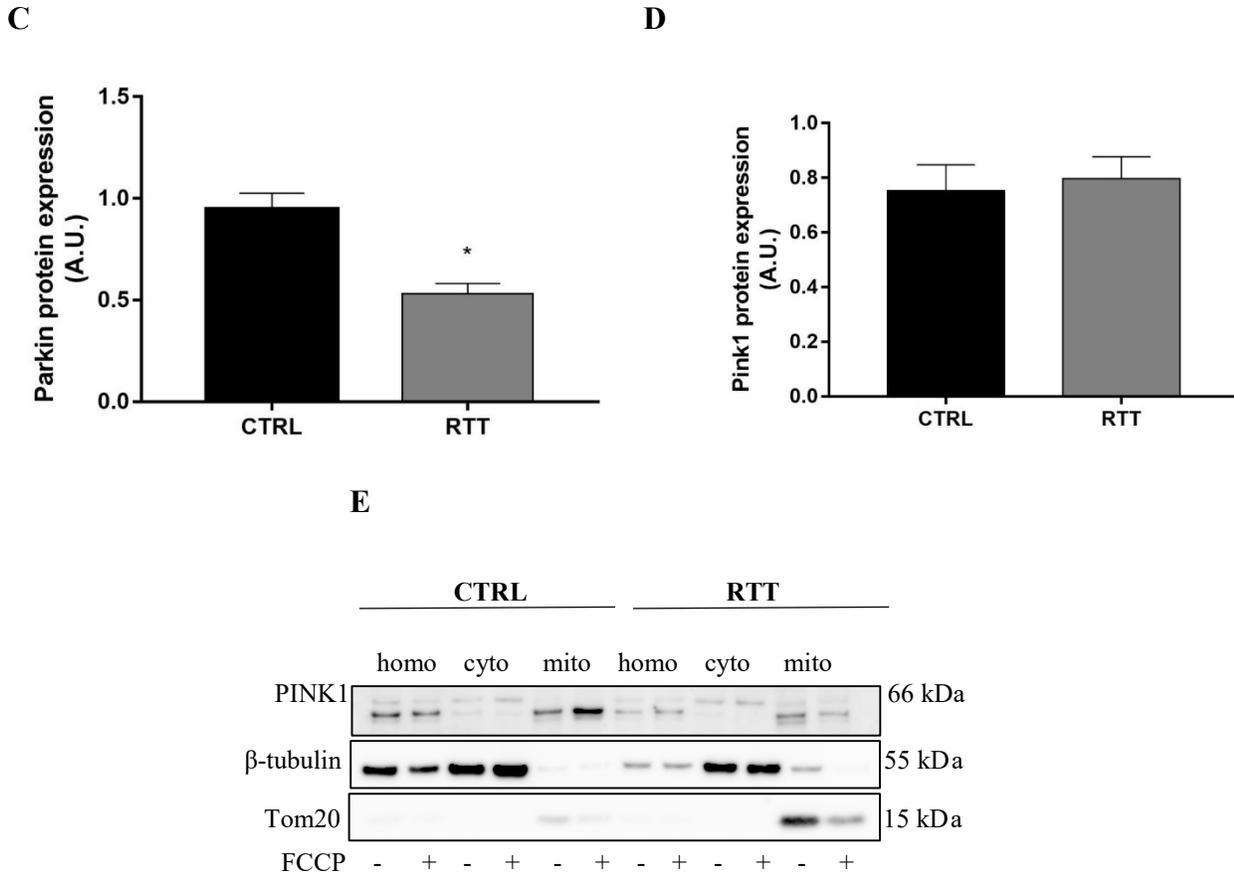 C
D
Parkin protein expression
(A.U.)
1.5
1.0
0.5
0.0
*
CTRL RTT
Pink1 protein expression
(A.U.)
1.0
0.8
0.6
0.4
0.2
0.0
CTRL RTT
E
CTRL RTT
homo cyto mito homo cyto mito
PINK1 66 kDa
β-tubulin 55 kDa
Tom20 15 kDa
FCCP - + - + - + - + - + - +